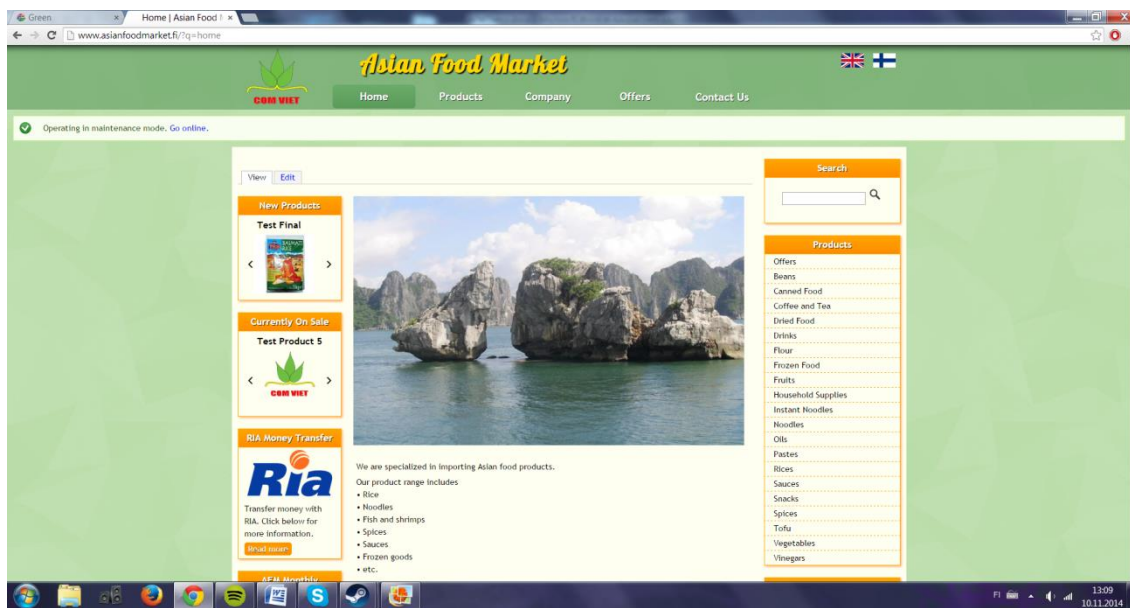 Green
Home | Asian Food
www.asianfoodmarket.fi/?q=home
COM VIET
Asian Food Market
Home Products Company Offers Contact Us
Operating in maintenance mode. Go online.
View Edit
New Products
Test Final
Currently On Sale
Test Product 5
COM VIET
RIA Money Transfer
Ria
Transfer money with
RIA. Click below for
more information.
Read more
AFM Monthly
We are specialized in importing Asian food products.
Our product range includes
• Rice
• Noodles
• Fish and shrimps
• Spices
• Sauces
• Frozen goods
• etc.
Search
Products
Offers
Beans
Canned Food
Coffee and Tea
Dried Food
Drinks
Flour
Frozen Food
Fruits
Household Supplies
Instant Noodles
Noodles
Oils
Pastes
Rices
Sauces
Snacks
Spices
Tofu
Vegetables
Vinegars
FI
13:09
10.11.2014